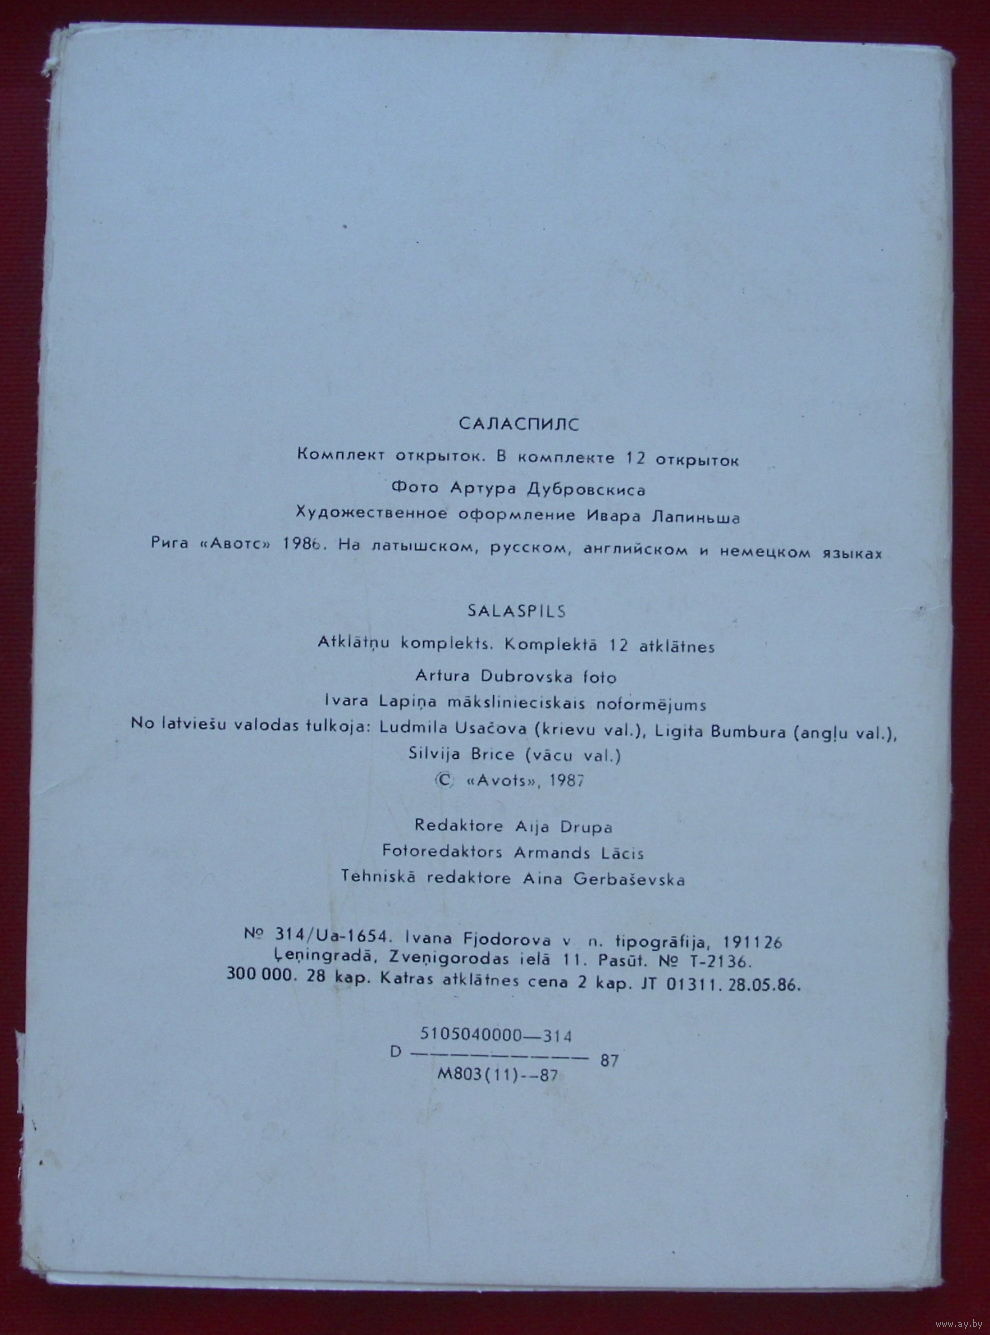 САЛАСПИЛС
Комплект открыток. В комплекте 12 открыток
Фото Артура Дубровскиса
Художественное оформление Ивара Лапиньша
Рига «Авотс» 1986. На латышском, русском, английском и немецком языках
SALASPILS
Atklātņu komplekts. Komplektā 12 atklātnes
Artura Dubrovska foto
Ivara Lapiņa mākslinieciskais noformējums
No latviešu valodas tulkoja: Ludmila Usačova (krievu val.), Ligita Bumbura (angļu val.),
Silvija Brice (vācu val.)
© «Avots», 1987
Redaktore Aija Drupa
Fotoredaktors Armands Lācis
Tehniskā redaktore Aina Gerbaševska
№ 314/Ua-1654. Ivana Fjodorova v n. tipogrāfija, 191126
Ļeņingradā, Zveņigorodas ielā 11. Pasūt. № T-2136.
300 000. 28 kap. Katras atklātnes cena 2 kap. JT 01311. 28.05.86.
5105040000—314
D ————————— 87
M803(11)--87
www.ay.by